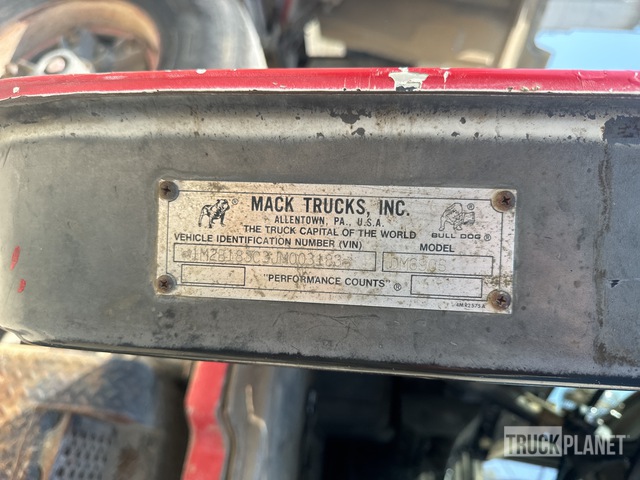 MACK TRUCKS, INC.
ALLENTOWN, PA., U.S.A.
THE TRUCK CAPITAL OF THE WORLD
BULL DOG ®
VEHICLE IDENTIFICATION NUMBER (VIN) MODEL
"PERFORMANCE COUNTS" ®
TRUCKPLANET